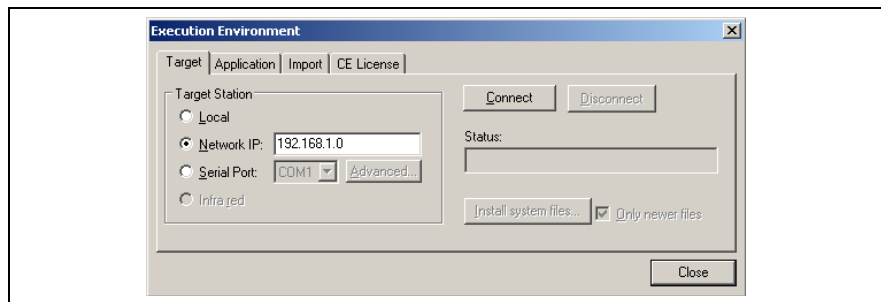 Execution Environment
Target Application Import CE License
Target Station
Local
Network IP: 192.168.1.0
Serial Port: COM1 Advanced...
Infra red
Connect Disconnect
Status:
Install system files... Only newer files
Close